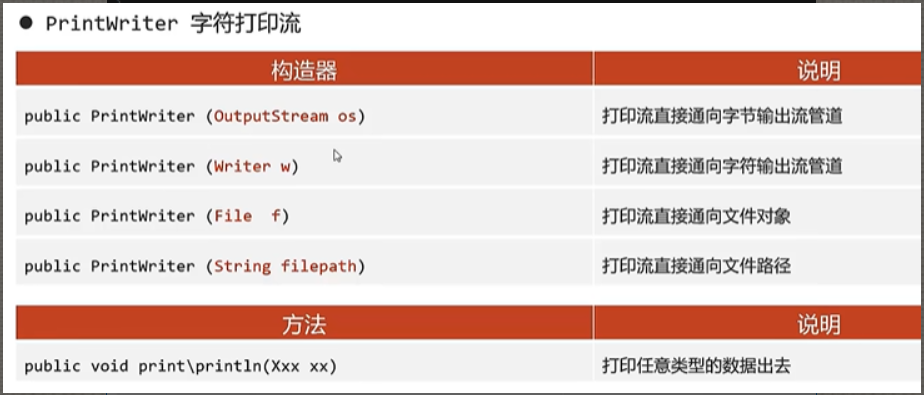 ● PrintWriter 字符打印流
构造器 说明
public PrintWriter (OutputStream os) 打印流直接通向字节输出流管道
public PrintWriter (Writer w) 打印流直接通向字符输出流管道
public PrintWriter (File  f) 打印流直接通向文件对象
public PrintWriter (String filepath) 打印流直接通向文件路径
方法 说明
public void print\println(Xxx xx) 打印任意类型的数据出去